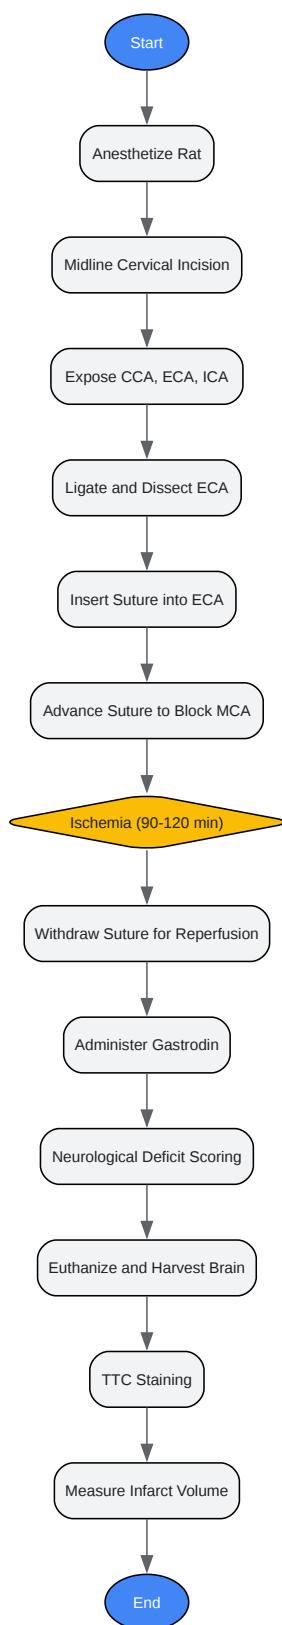 Start
Anesthetize Rat
Midline Cervical Incision
Expose CCA, ECA, ICA
Ligate and Dissect ECA
Insert Suture into ECA
Advance Suture to Block MCA
Ischemia (90-120 min)
Withdraw Suture for Reperfusion
Administer Gastrodin
Neurological Deficit Scoring
Euthanize and Harvest Brain
TTC Staining
Measure Infarct Volume
End